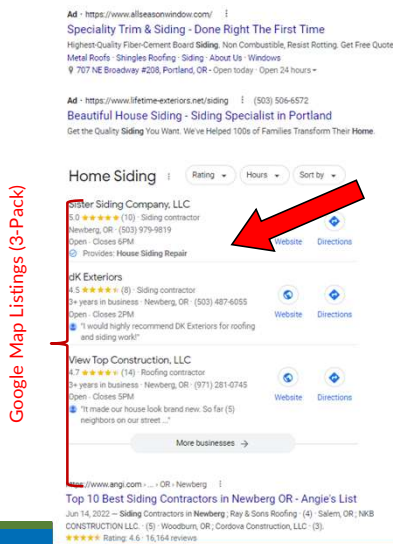 Ad · https://www.allseasonwindow.com/
Speciality Trim & Siding - Done Right The First Time
Highest-Quality Fiber-Cement Board Siding. Non Combustible, Resist Rotting. Get Free Quote
Metal Roofs · Shingles Roofing · Siding · About Us · Windows
707 NE Broadway #208, Portland, OR - Open today · Open 24 hours
Ad · https://www.lifetime-exteriors.net/siding (503) 506-6572
Beautiful House Siding - Siding Specialist in Portland
Get the Quality Siding You Want. We've Helped 100s of Families Transform Their Home.
Google Map Listings (3-Pack)
Home Siding Rating Hours Sort by
Sister Siding Company, LLC
5.0 (10) · Siding contractor
Newberg, OR · (503) 979-9819
Open · Closes 6PM
Provides: House Siding Repair
Website Directions
dK Exteriors
4.5 (8) · Siding contractor
3+ years in business · Newberg, OR · (503) 487-6055
Open · Closes 2PM
Website Directions
"I would highly recommend DK Exteriors for roofing
and siding work!"
View Top Construction, LLC
4.7 (14) · Roofing contractor
3+ years in business · Newberg, OR · (971) 281-0745
Open · Closes 5PM
Website Directions
"It made our house look brand new. So far (5)
neighbors on our street ..."
More businesses →
https://www.angi.com › ... › OR › Newberg
Top 10 Best Siding Contractors in Newberg OR - Angie's List
Jun 14, 2022 — Siding Contractors in Newberg ; Ray & Sons Roofing · (4) · Salem, OR ; NKB
CONSTRUCTION LLC. · (5) · Woodburn, OR ; Cordova Construction, LLC · (3).
Rating: 4.6 · 16,164 reviews